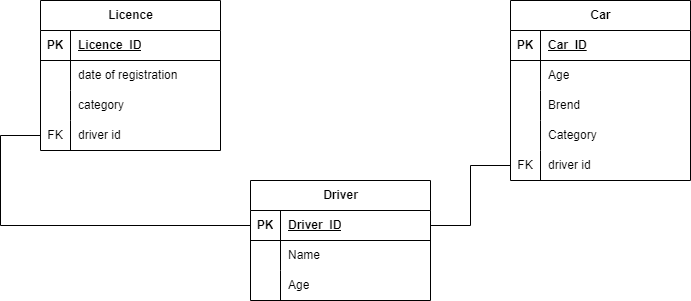 Licence
PK Licence_ID
date of registration
category
FK driver id
Car
PK Car_ID
Age
Brend
Category
FK driver id
Driver
PK Driver_ID
Name
Age